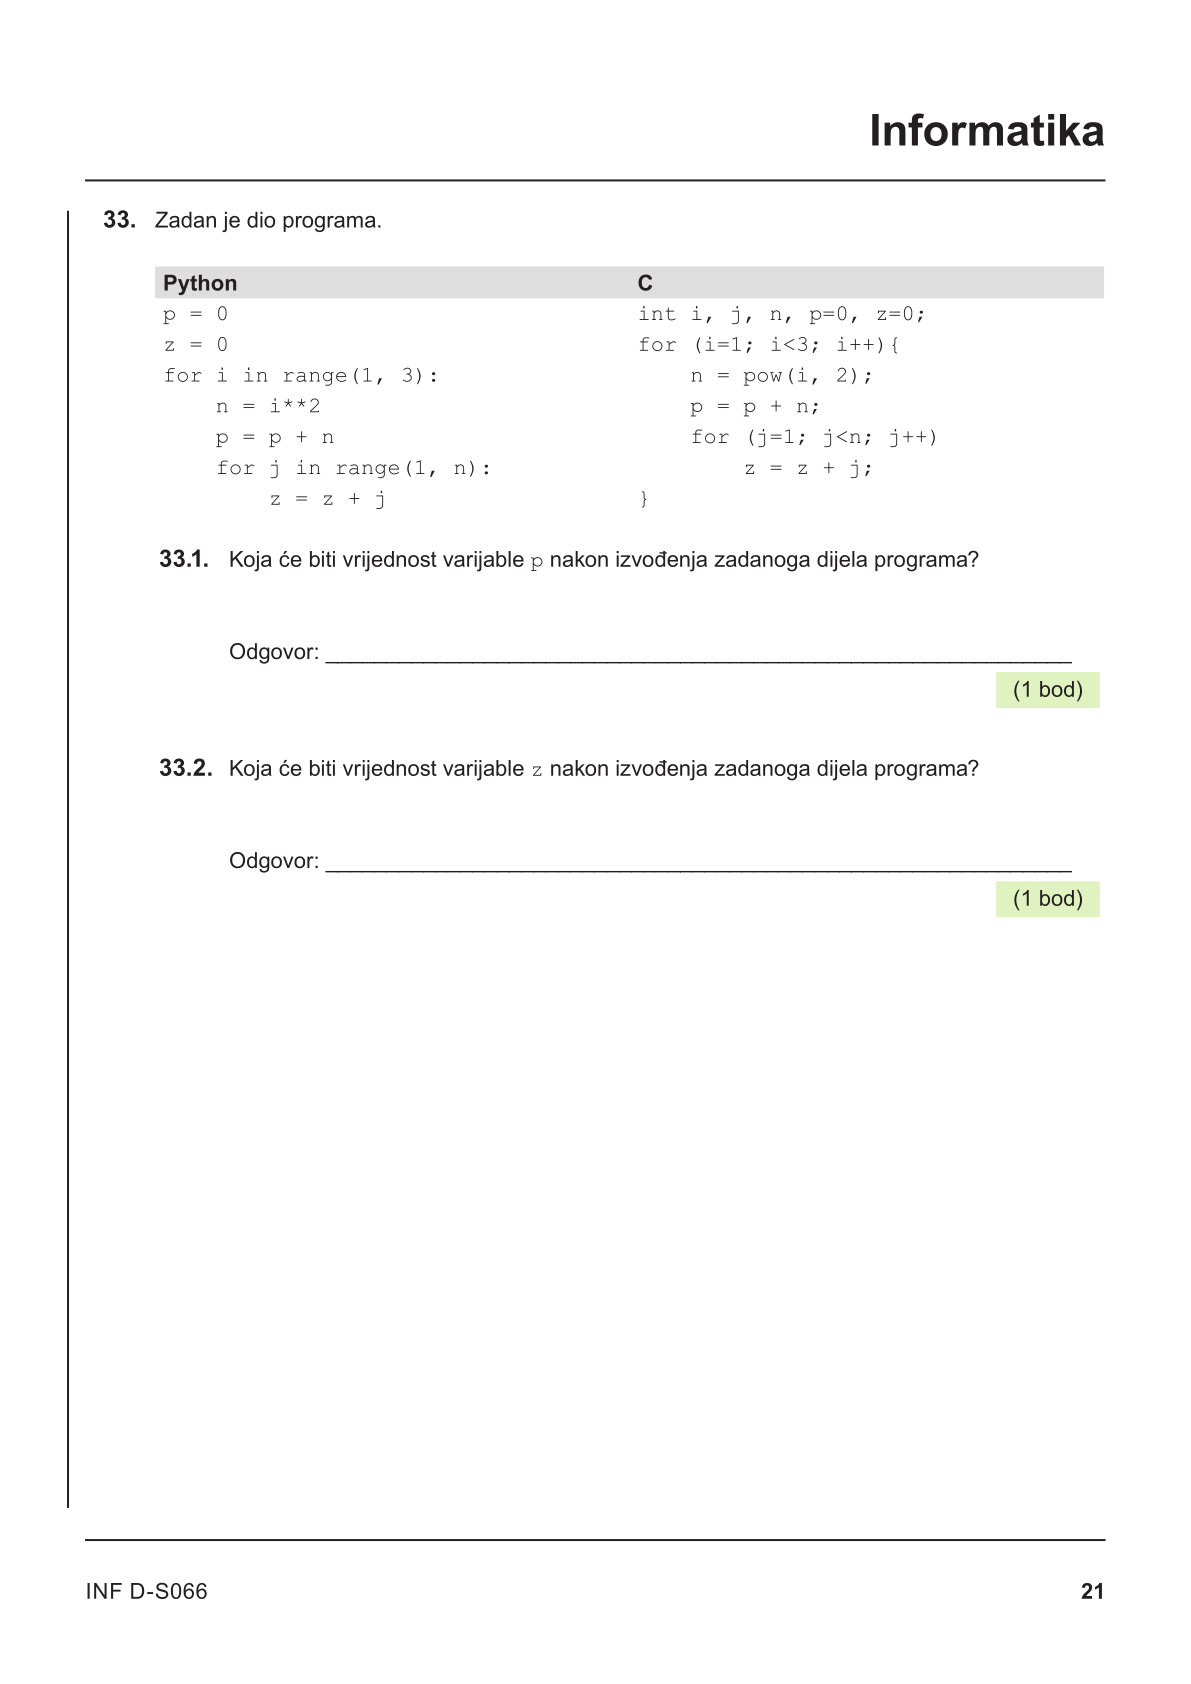 Informatika
33. Zadan je dio programa.
Python C
p = 0 int i, j, n, p=0, z=0;
z = 0 for (i=1; i<3; i++){
for i in range(1, 3): n = pow(i, 2);
n = i**2 p = p + n;
p = p + n for (j=1; j<n; j++)
for j in range(1, n): z = z + j;
z = z + j }
33.1. Koja će biti vrijednost varijable p nakon izvođenja zadanoga dijela programa?
Odgovor: ______________________________________________________________
(1 bod)
33.2. Koja će biti vrijednost varijable z nakon izvođenja zadanoga dijela programa?
Odgovor: ______________________________________________________________
(1 bod)
INF D-S066 21